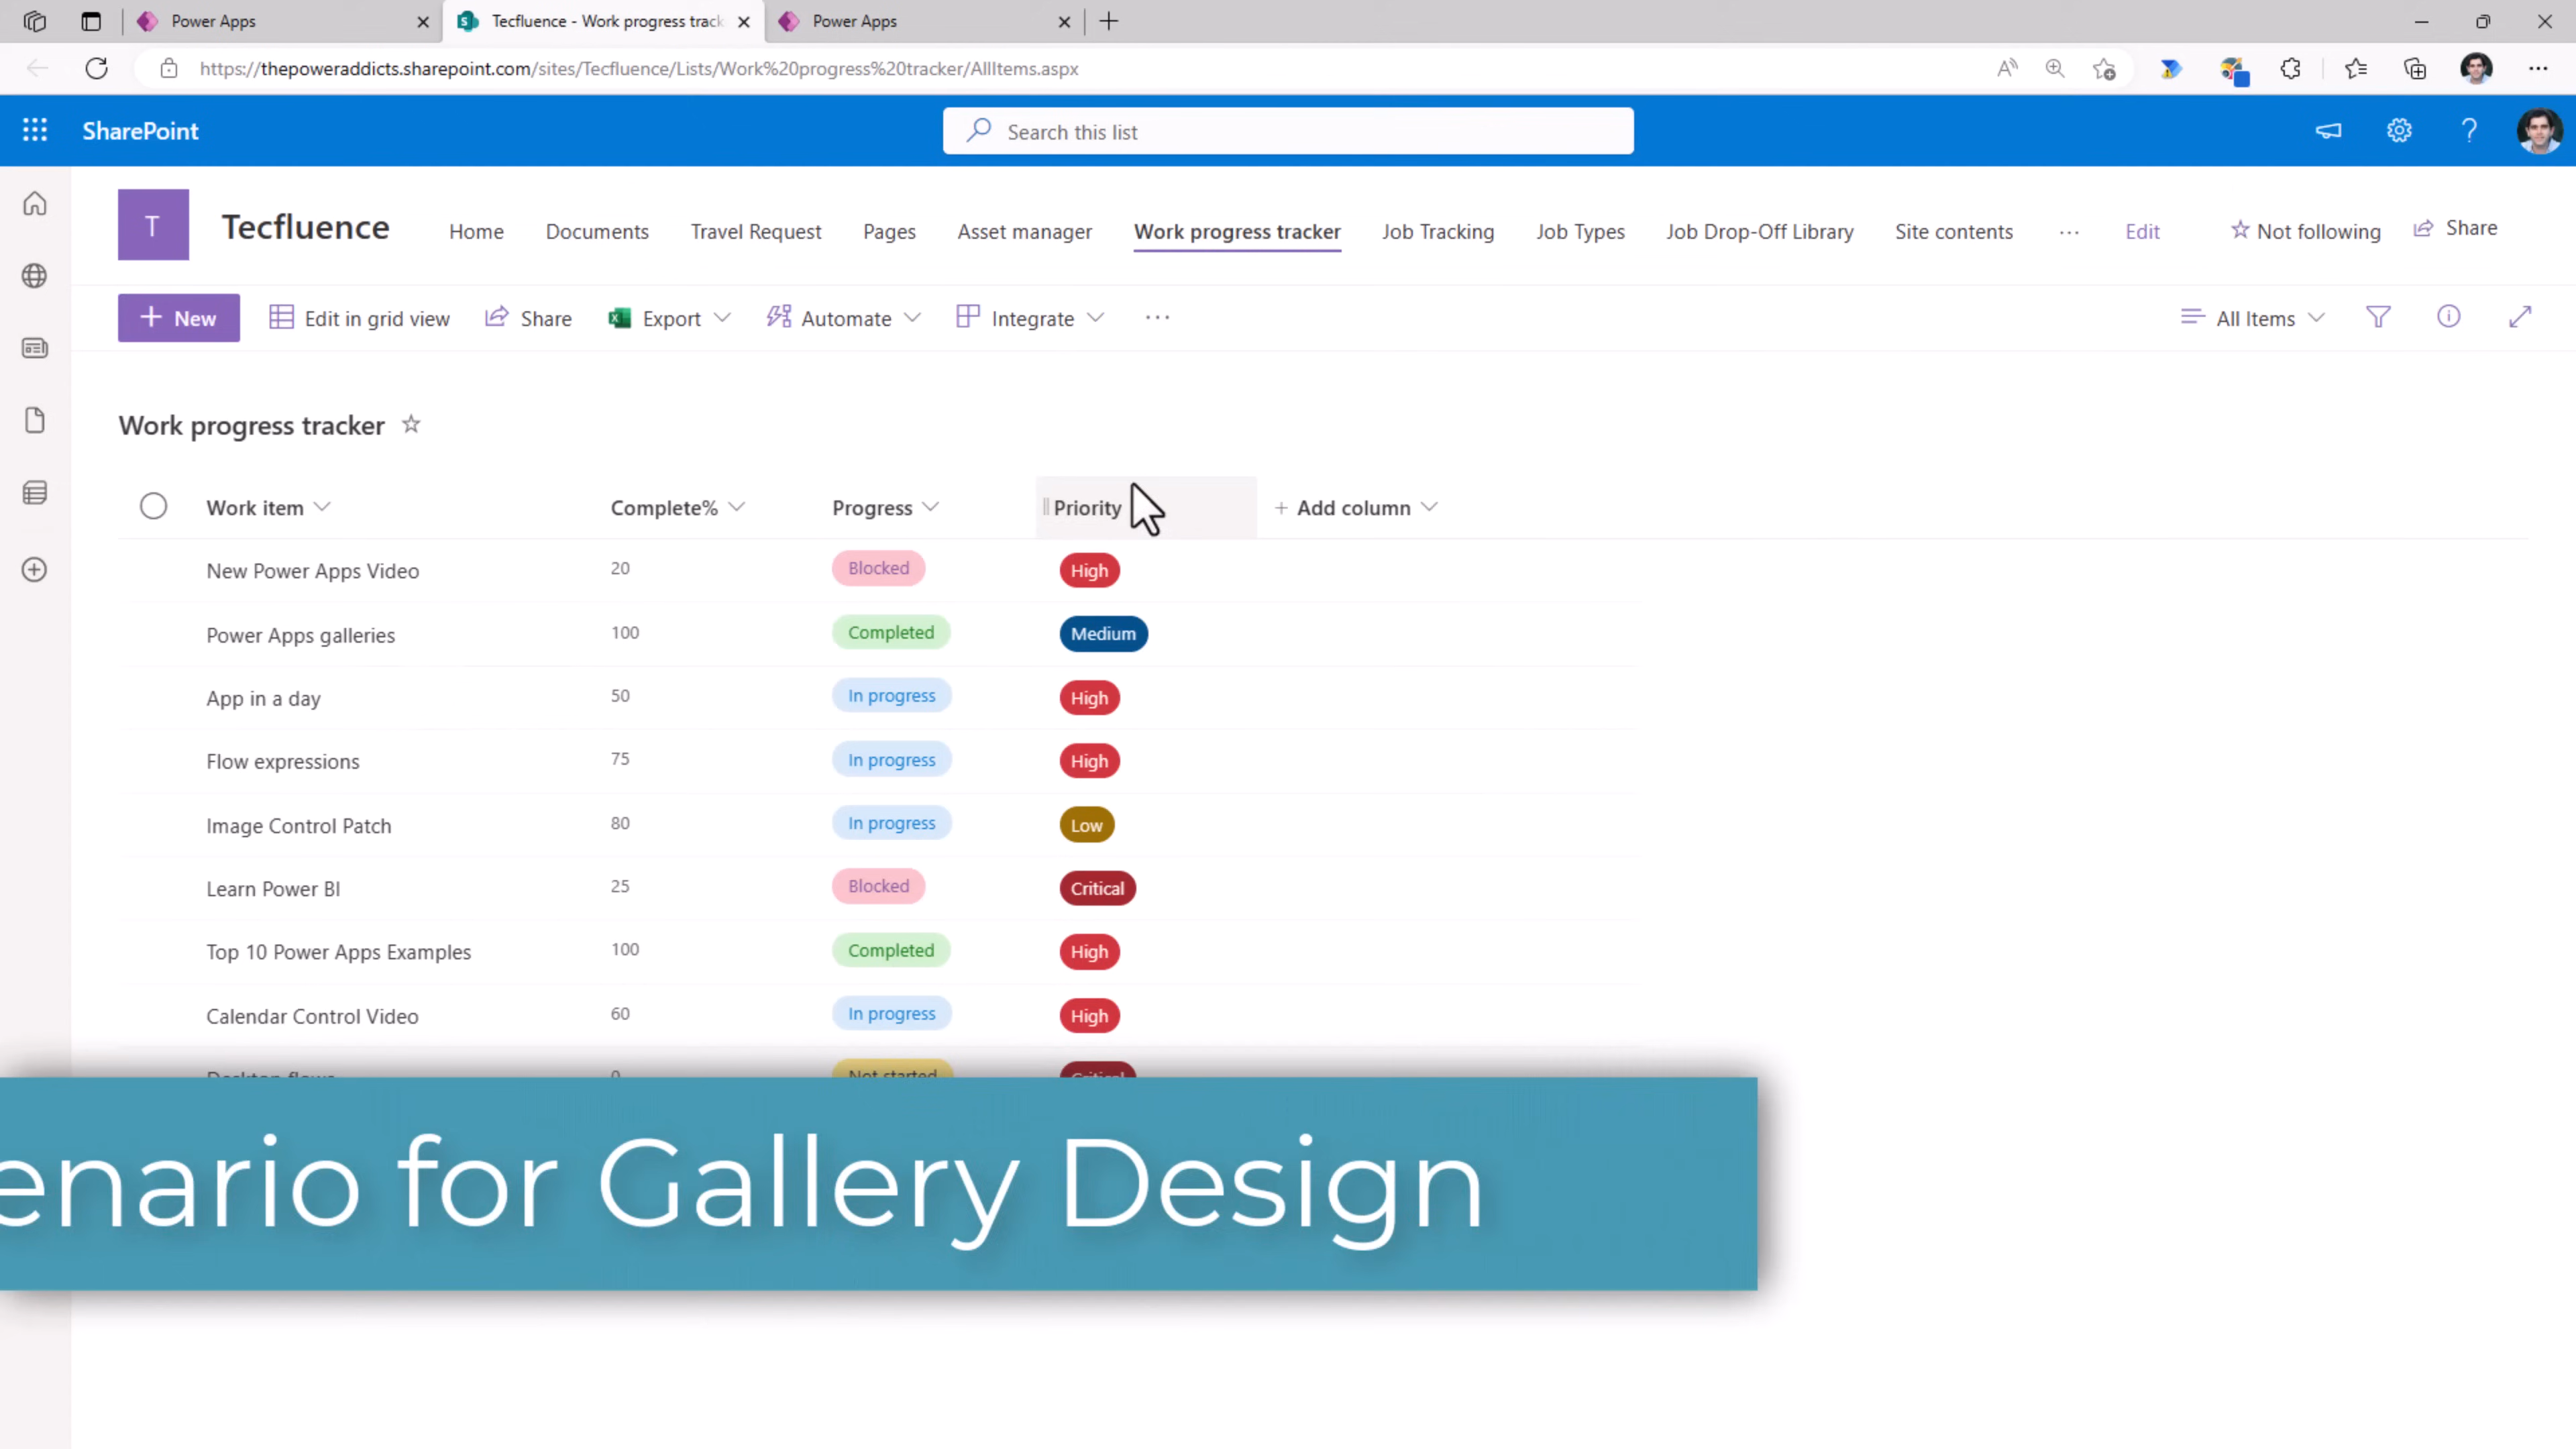 Power Apps
Tecfluence - Work progress track
Power Apps
https://thepoweraddicts.sharepoint.com/sites/Tecfluence/Lists/Work%20progress%20tracker/AllItems.aspx
SharePoint
Search this list
T
Tecfluence
Home Documents Travel Request Pages Asset manager Work progress tracker Job Tracking Job Types Job Drop-Off Library Site contents ... Edit Not following Share
+ New Edit in grid view Share Export Automate Integrate ... All Items
Work progress tracker
Work item Complete% Progress Priority + Add column
New Power Apps Video 20 Blocked High
Power Apps galleries 100 Completed Medium
App in a day 50 In progress High
Flow expressions 75 In progress High
Image Control Patch 80 In progress Low
Learn Power BI 25 Blocked Critical
Top 10 Power Apps Examples 100 Completed High
Calendar Control Video 60 In progress High
Desktop flows 0 Not started Critical
enario for Gallery Design